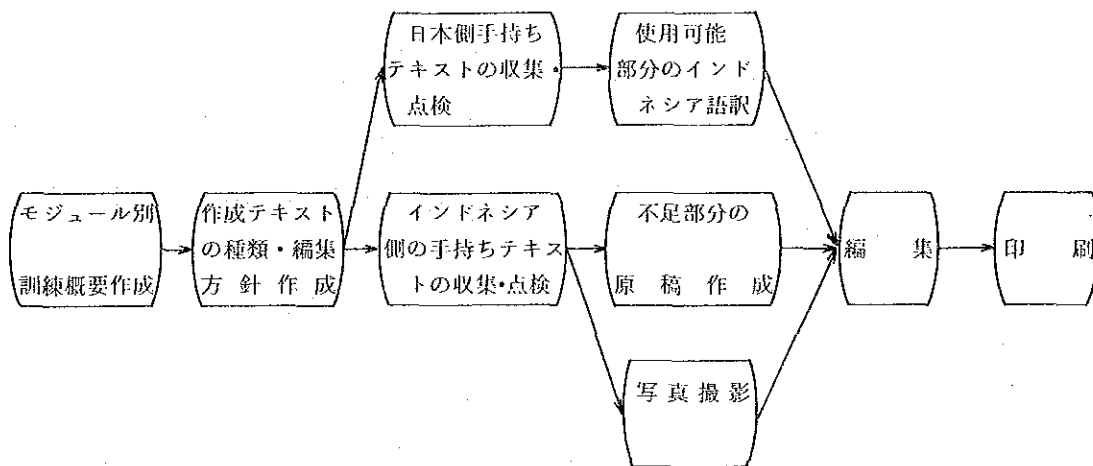 日本側手持ち
テキストの収集・
点検
使用可能
部分のインド
ネシア語訳
モジュール別
訓練概要作成
作成テキスト
の種類・編集
方針作成
インドネシア
側の手持ちテキス
トの収集・点検
不足部分の
原稿作成
写真撮影
編集
印刷